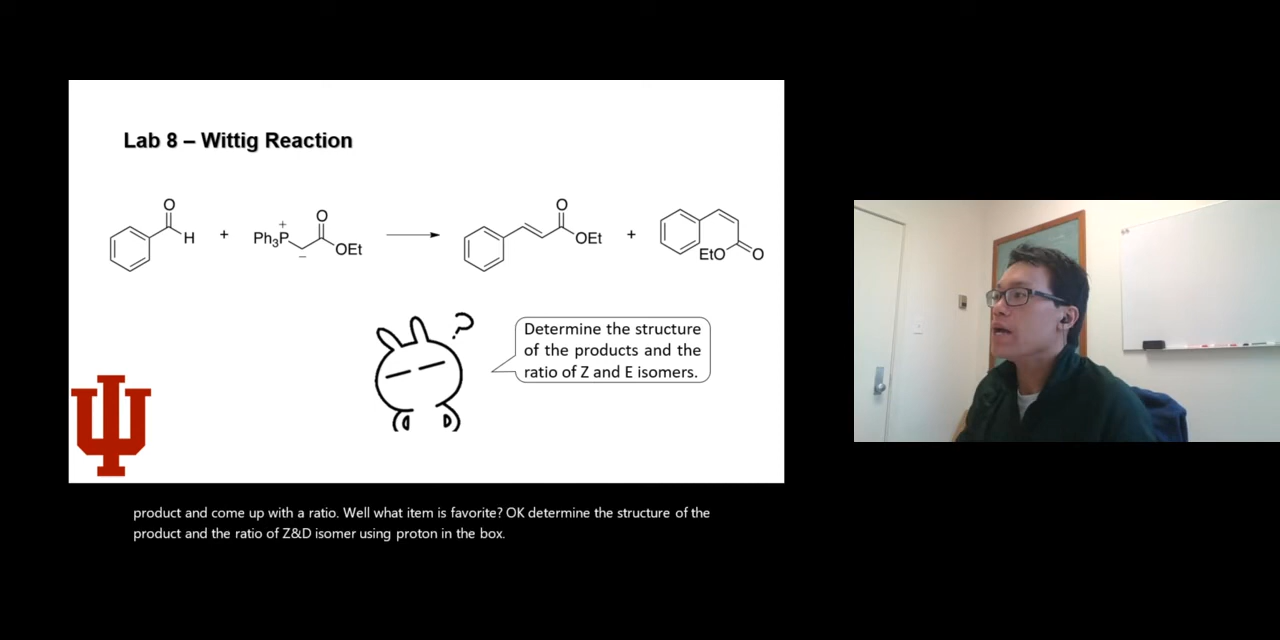 Lab 8 – Wittig Reaction
O
H
+
Ph3P
+
–
O
OEt
O
OEt
+
EtO
O
?
Determine the structure
of the products and the
ratio of Z and E isomers.
product and come up with a ratio. Well what item is favorite? OK determine the structure of the
product and the ratio of Z&D isomer using proton in the box.